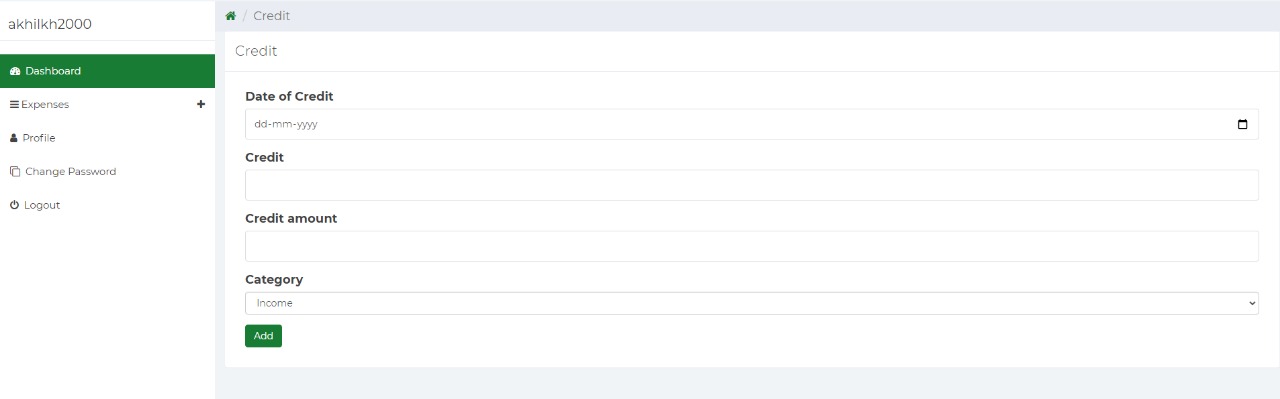 akhilkh2000
Dashboard
Expenses
Profile
Change Password
Logout
/ Credit
Credit
Date of Credit
dd-mm-yyyy
Credit
Credit amount
Category
Income
Add